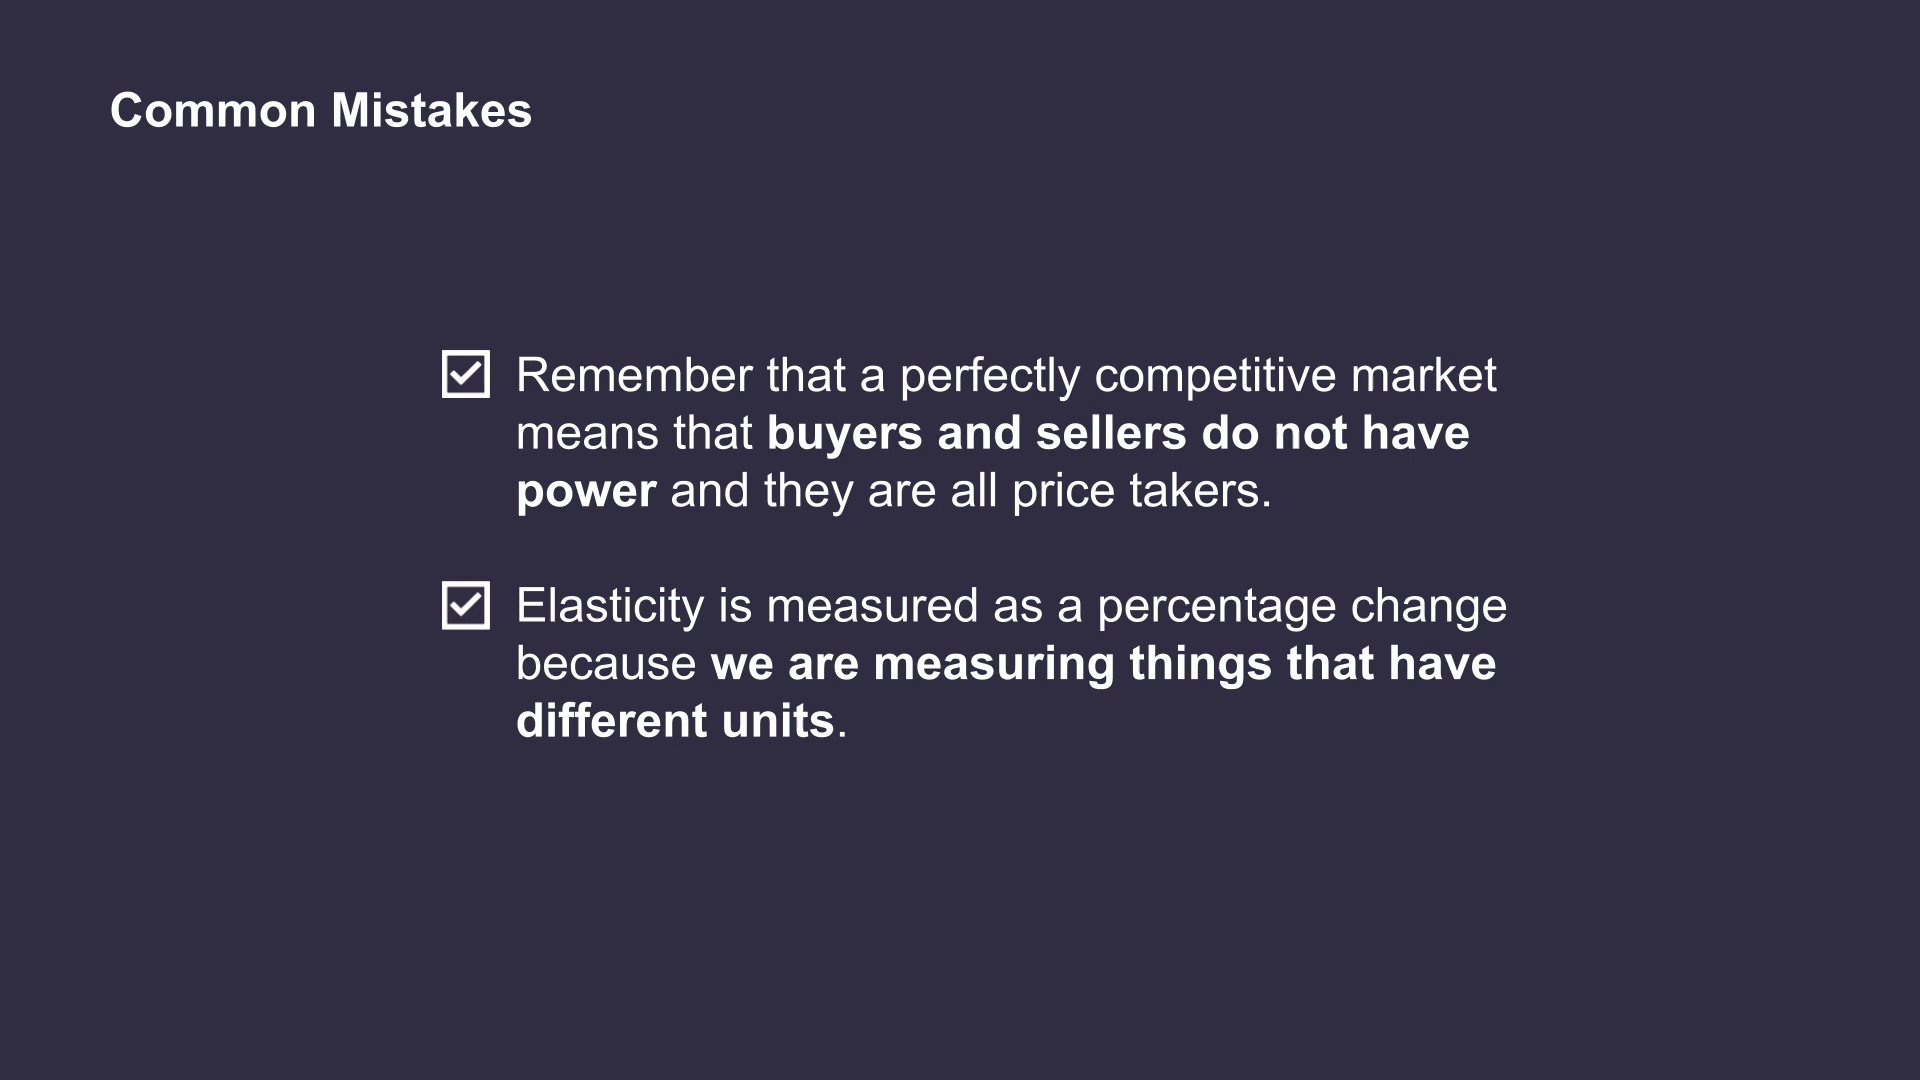 Common Mistakes
Remember that a perfectly competitive market
means that buyers and sellers do not have
power and they are all price takers.
Elasticity is measured as a percentage change
because we are measuring things that have
different units.